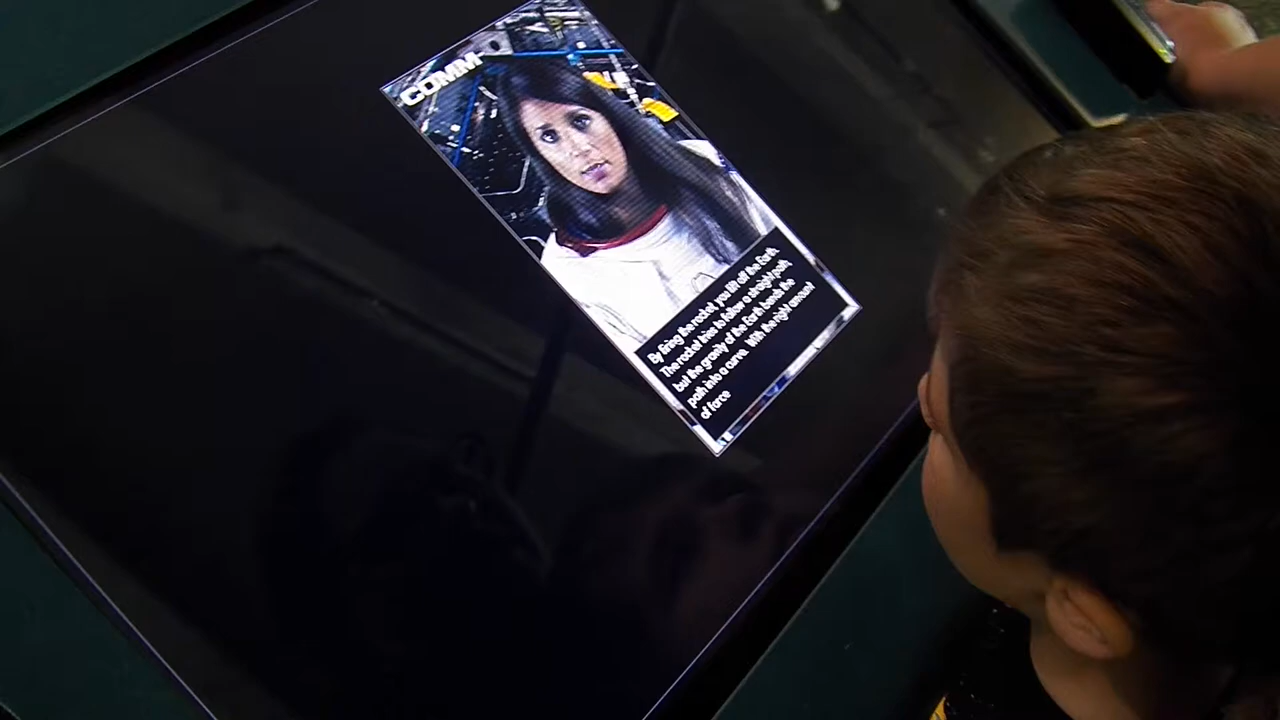 COMM
By firing the rocket, you lift off the Earth.
The rocket tries to follow a straight path,
but the gravity of the Earth bends the
path into a curve. With the right amount
of force